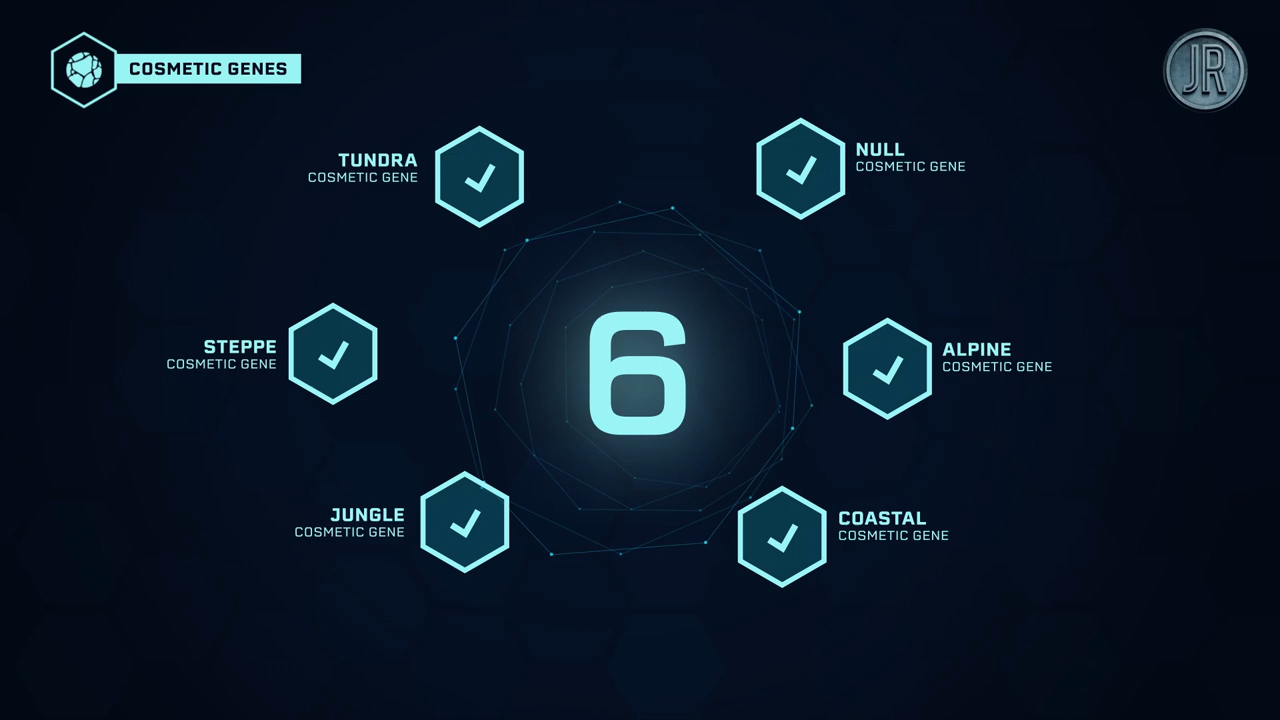 COSMETIC GENES
JR
TUNDRA
COSMETIC GENE
NULL
COSMETIC GENE
STEPPE
COSMETIC GENE
6
ALPINE
COSMETIC GENE
JUNGLE
COSMETIC GENE
COASTAL
COSMETIC GENE